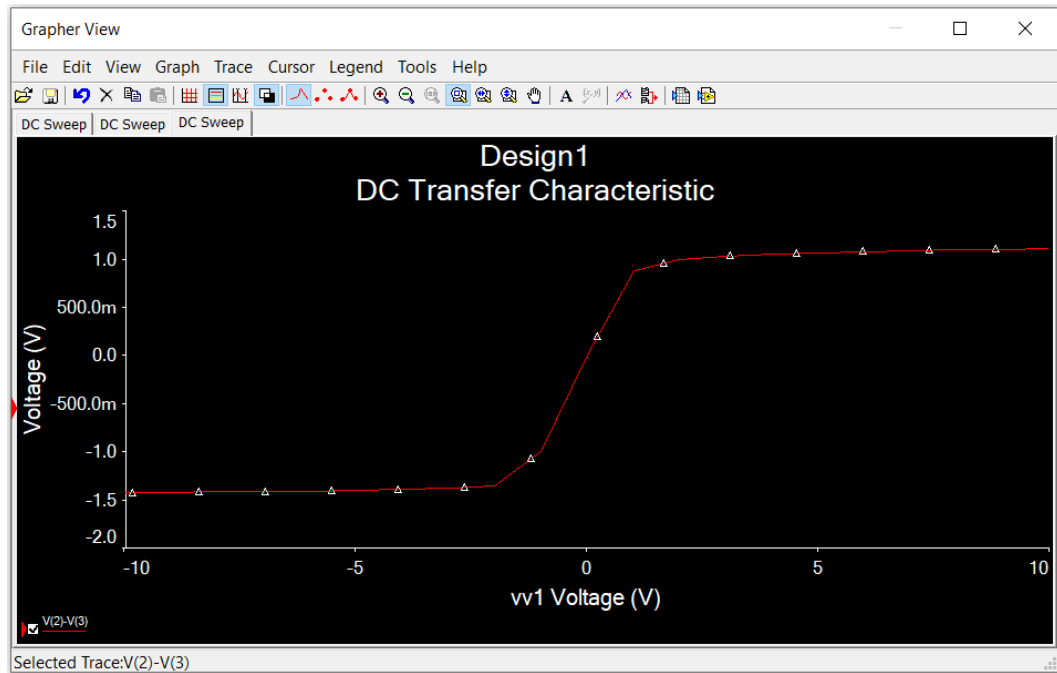 Grapher View
File Edit View Graph Trace Cursor Legend Tools Help
A (x,y)
DC Sweep DC Sweep DC Sweep
Design1
DC Transfer Characteristic
Voltage (V)
1.5
1.0
500.0m
0.0
-500.0m
-1.0
-1.5
-2.0
-10 -5 0 5 10
vv1 Voltage (V)
V(2)-V(3)
Selected Trace:V(2)-V(3)